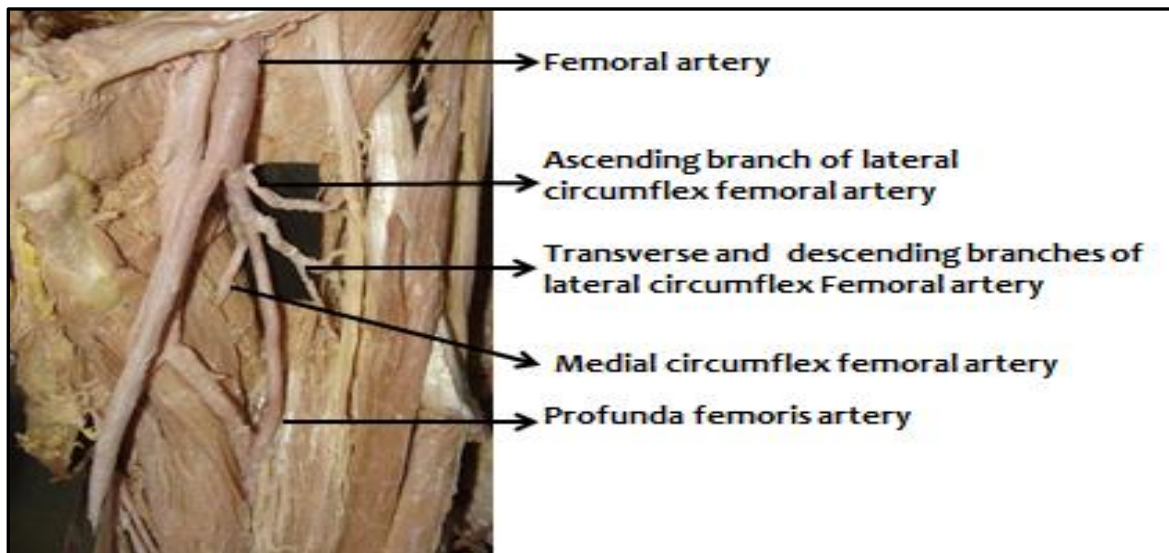 Femoral artery
Ascending branch of lateral
circumflex femoral artery
Transverse and descending branches of
lateral circumflex Femoral artery
Medial circumflex femoral artery
Profunda femoris artery